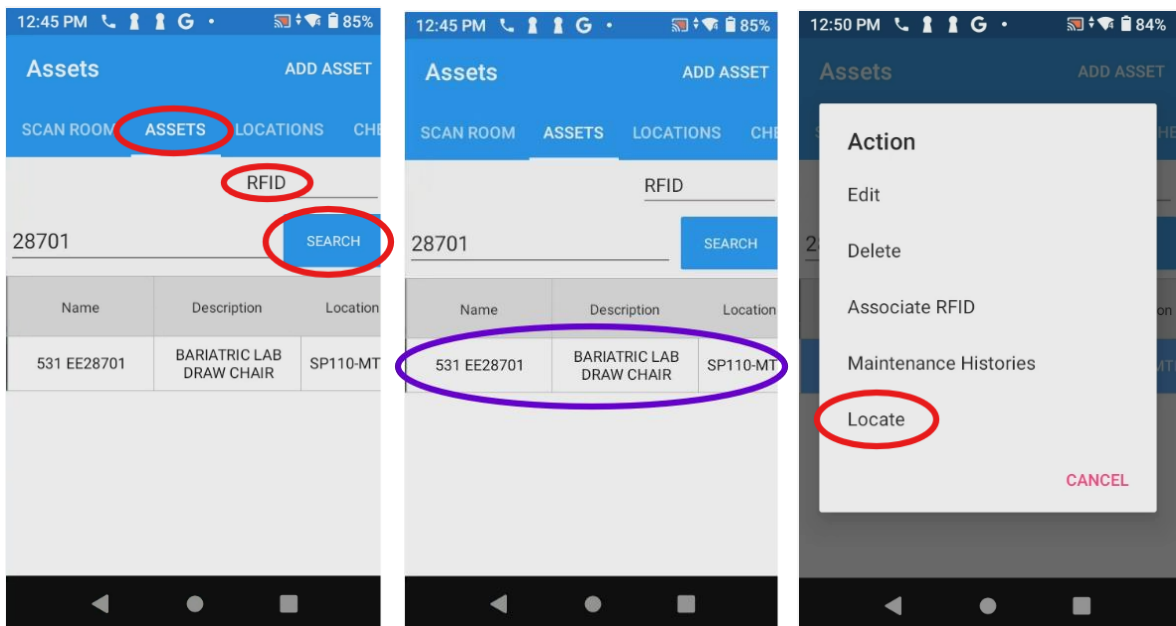 12:45 PM G 85%
Assets ADD ASSET
SCAN ROOM ASSETS LOCATIONS CHE
RFID
28701 SEARCH
Name Description Location
531 EE28701 BARIATRIC LAB DRAW CHAIR SP110-MT
12:45 PM G 85%
Assets ADD ASSET
SCAN ROOM ASSETS LOCATIONS CHE
RFID
28701 SEARCH
Name Description Location
531 EE28701 BARIATRIC LAB DRAW CHAIR SP110-MT
12:50 PM G 84%
Assets ADD ASSET
Action
Edit
Delete
Associate RFID
Maintenance Histories
Locate
CANCEL